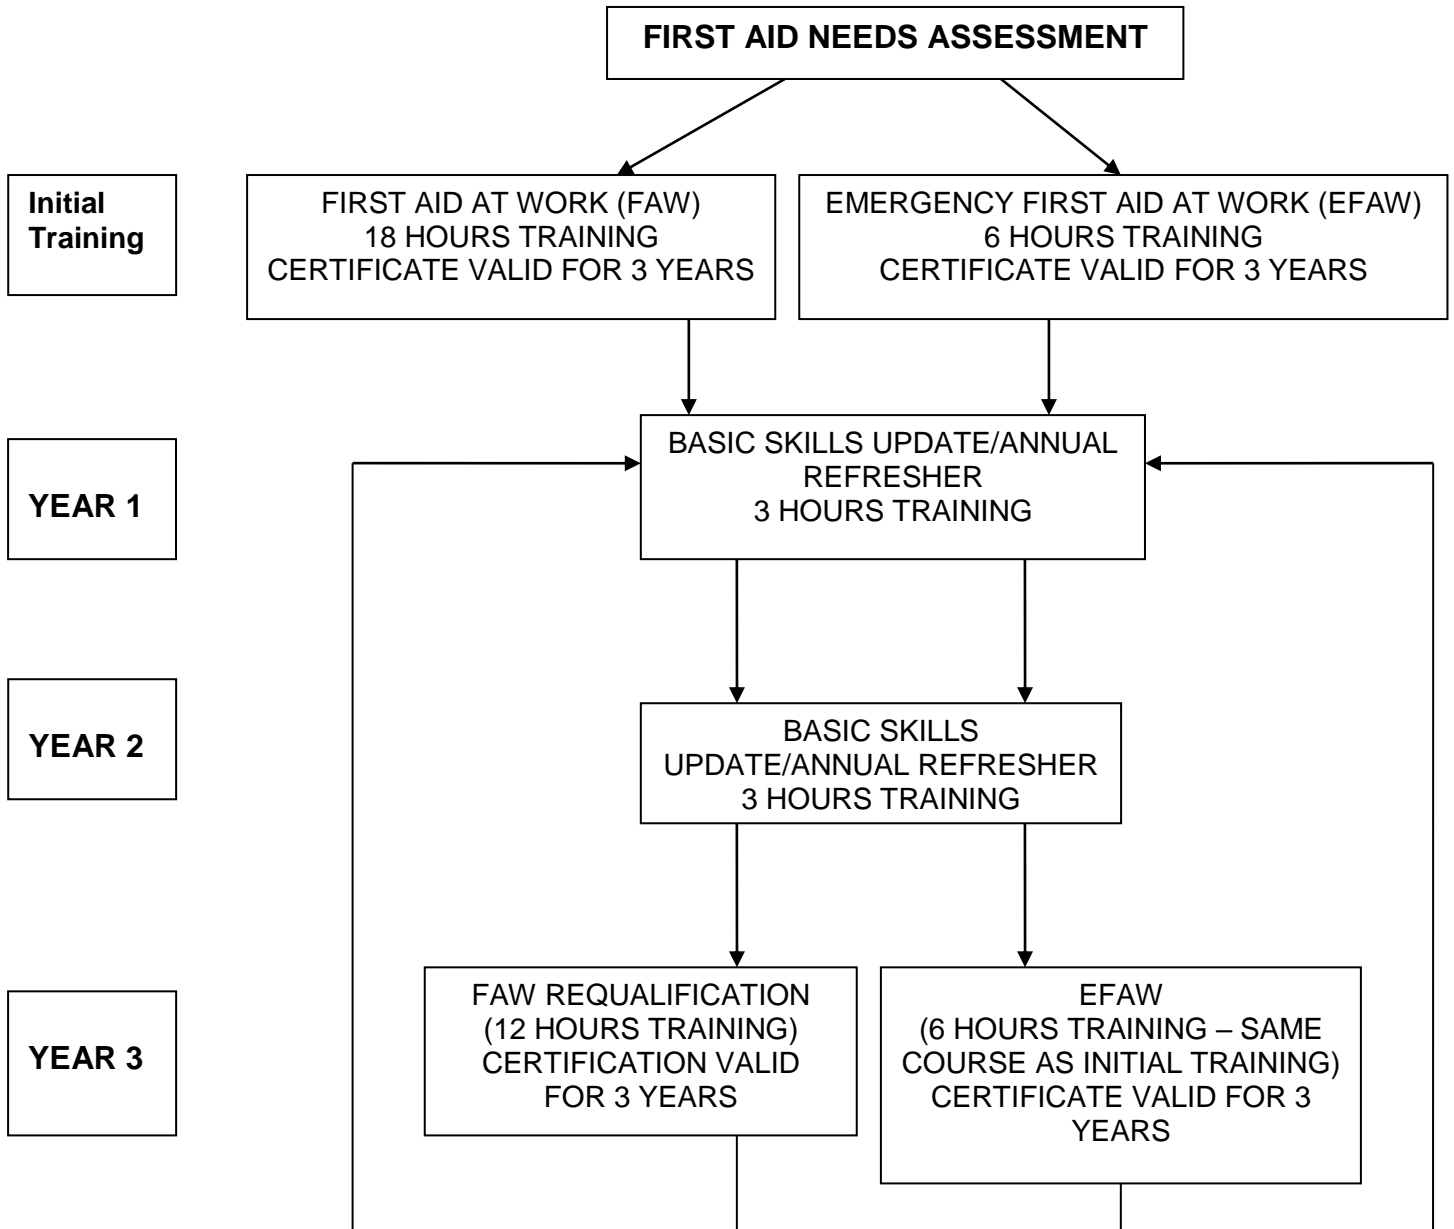 FIRST AID NEEDS ASSESSMENT
Initial
Training
FIRST AID AT WORK (FAW)
18 HOURS TRAINING
CERTIFICATE VALID FOR 3 YEARS
EMERGENCY FIRST AID AT WORK (EFAW)
6 HOURS TRAINING
CERTIFICATE VALID FOR 3 YEARS
YEAR 1
BASIC SKILLS UPDATE/ANNUAL
REFRESHER
3 HOURS TRAINING
YEAR 2
BASIC SKILLS
UPDATE/ANNUAL REFRESHER
3 HOURS TRAINING
YEAR 3
FAW REQUALIFICATION
(12 HOURS TRAINING)
CERTIFICATION VALID
FOR 3 YEARS
EFAW
(6 HOURS TRAINING – SAME
COURSE AS INITIAL TRAINING)
CERTIFICATE VALID FOR 3
YEARS